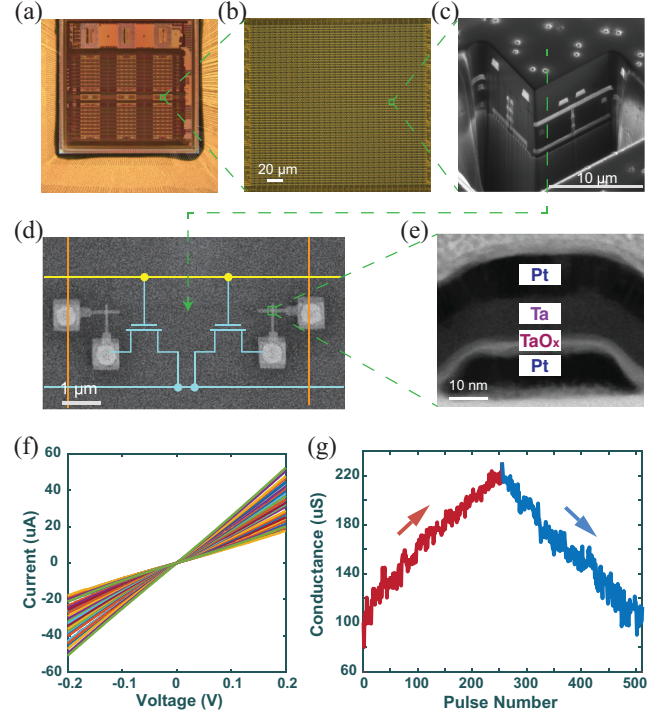 (a)
(b)
(c)
20 μm
10 μm
(d)
(e)
1 μm
Pt
Ta
TaOx
Pt
10 nm
(f)
(g)
60
40
20
0
-20
-40
-60
Current (uA)
-0.2
-0.1
0
0.1
0.2
Voltage (V)
220
180
140
100
60
Conductance (uS)
0
100
200
300
400
500
Pulse Number